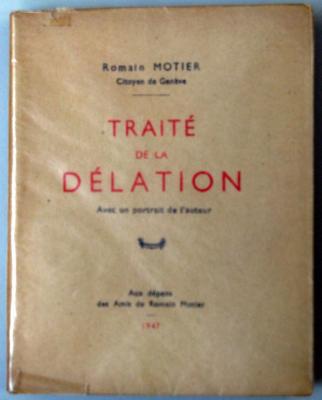 Romain MOTIER
Citoyen de Genève
TRAITÉ
DE LA
DÉLATION
Avec un portrait de l'auteur
Aux dépens
des Amis de Romain Motier
1947